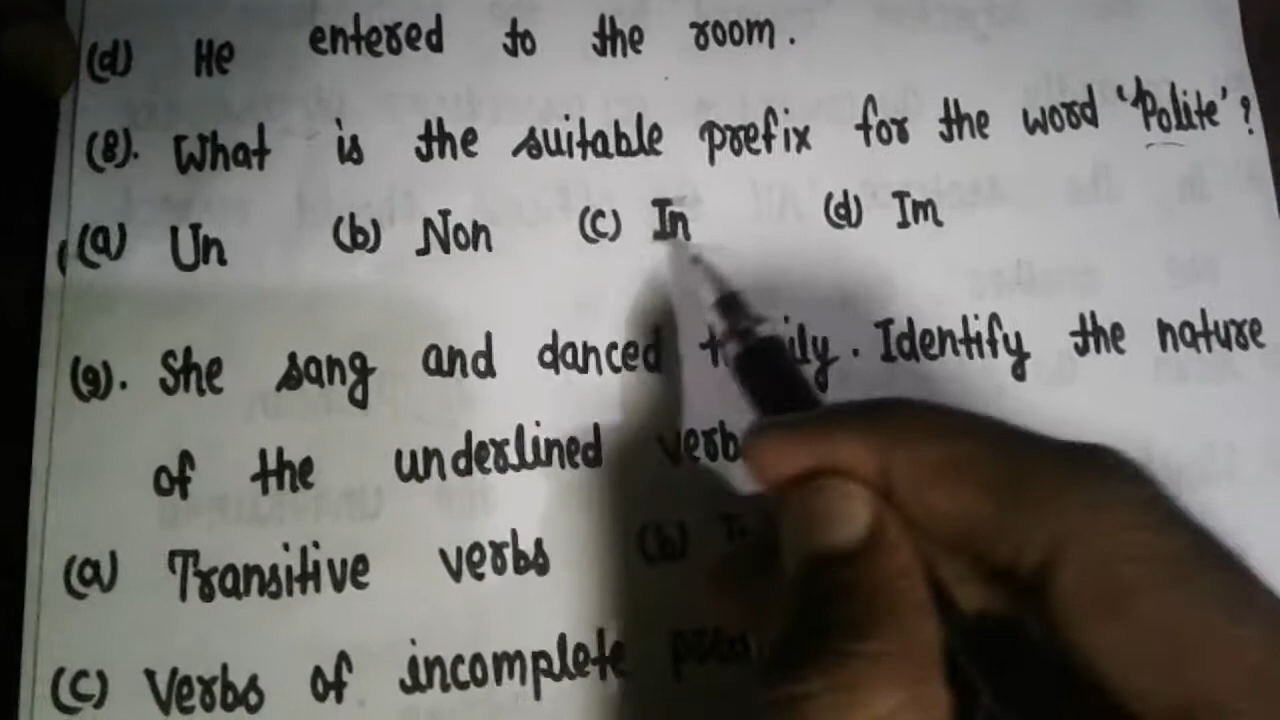 (d) He entered to the room.
(8). What is the suitable prefix for the word 'Polite'?
(a) Un (b) Non (c) In (d) Im
(9). She sang and danced. Identify the nature
of the underlined verb
(a) Transitive verbs (b)
(c) Verbs of incomplete